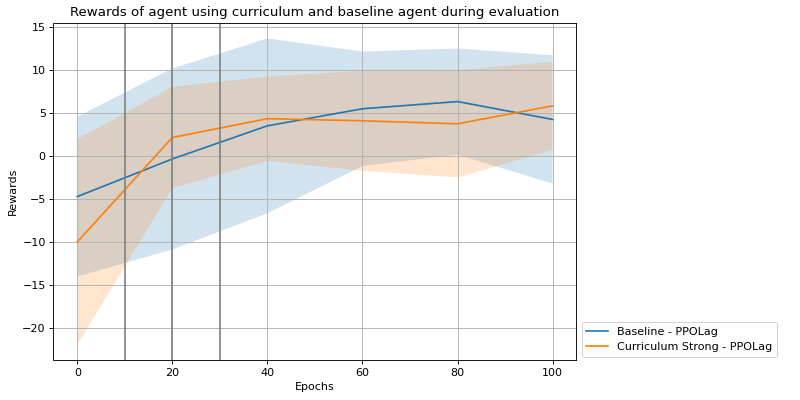 Rewards of agent using curriculum and baseline agent during evaluation
15
10
5
0
−5
−10
−15
−20
Rewards
0 20 40 60 80 100
Epochs
Baseline - PPOLag
Curriculum Strong - PPOLag